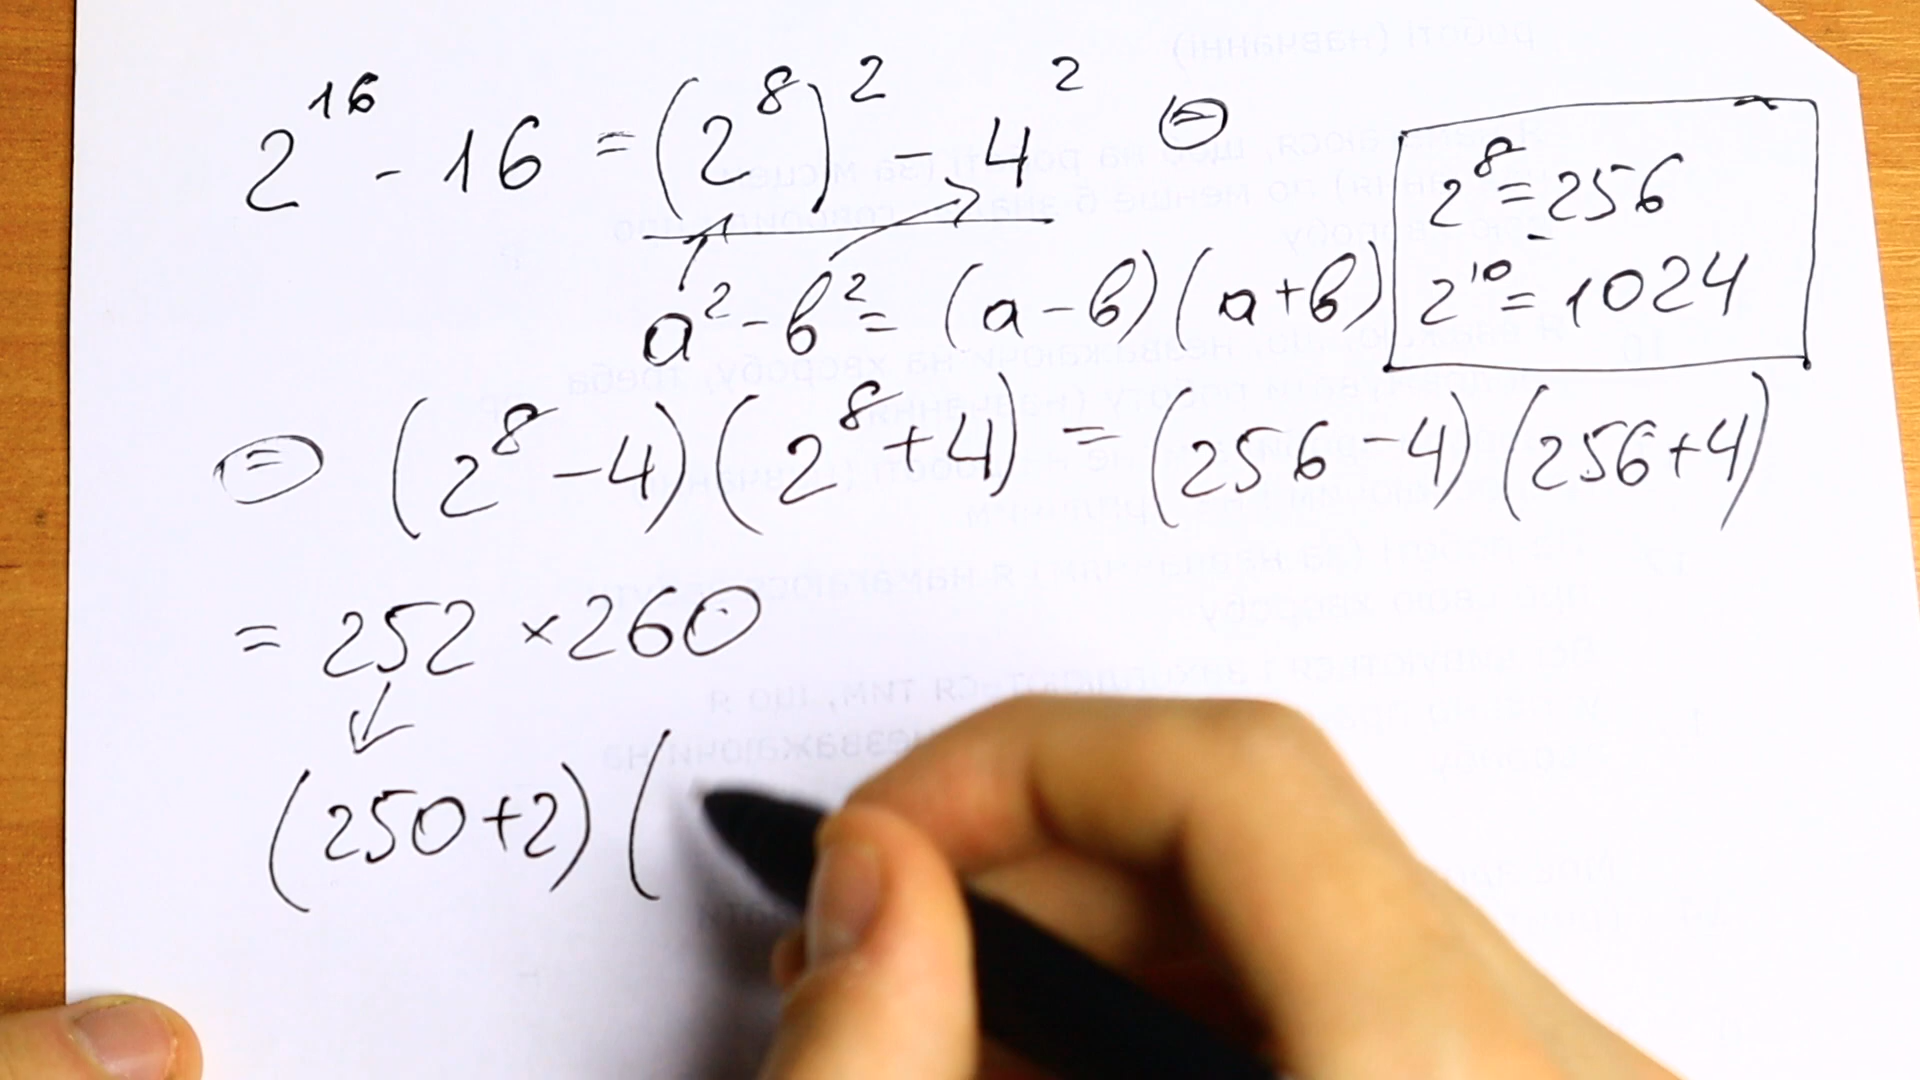 2^16 - 16 = (2^8)^2 - 4^2 =
2^8 = 256
2^10 = 1024
a^2 - b^2 = (a - b)(a + b)
= (2^8 - 4)(2^8 + 4) = (256 - 4)(256 + 4)
= 252 × 260
(250 + 2)(